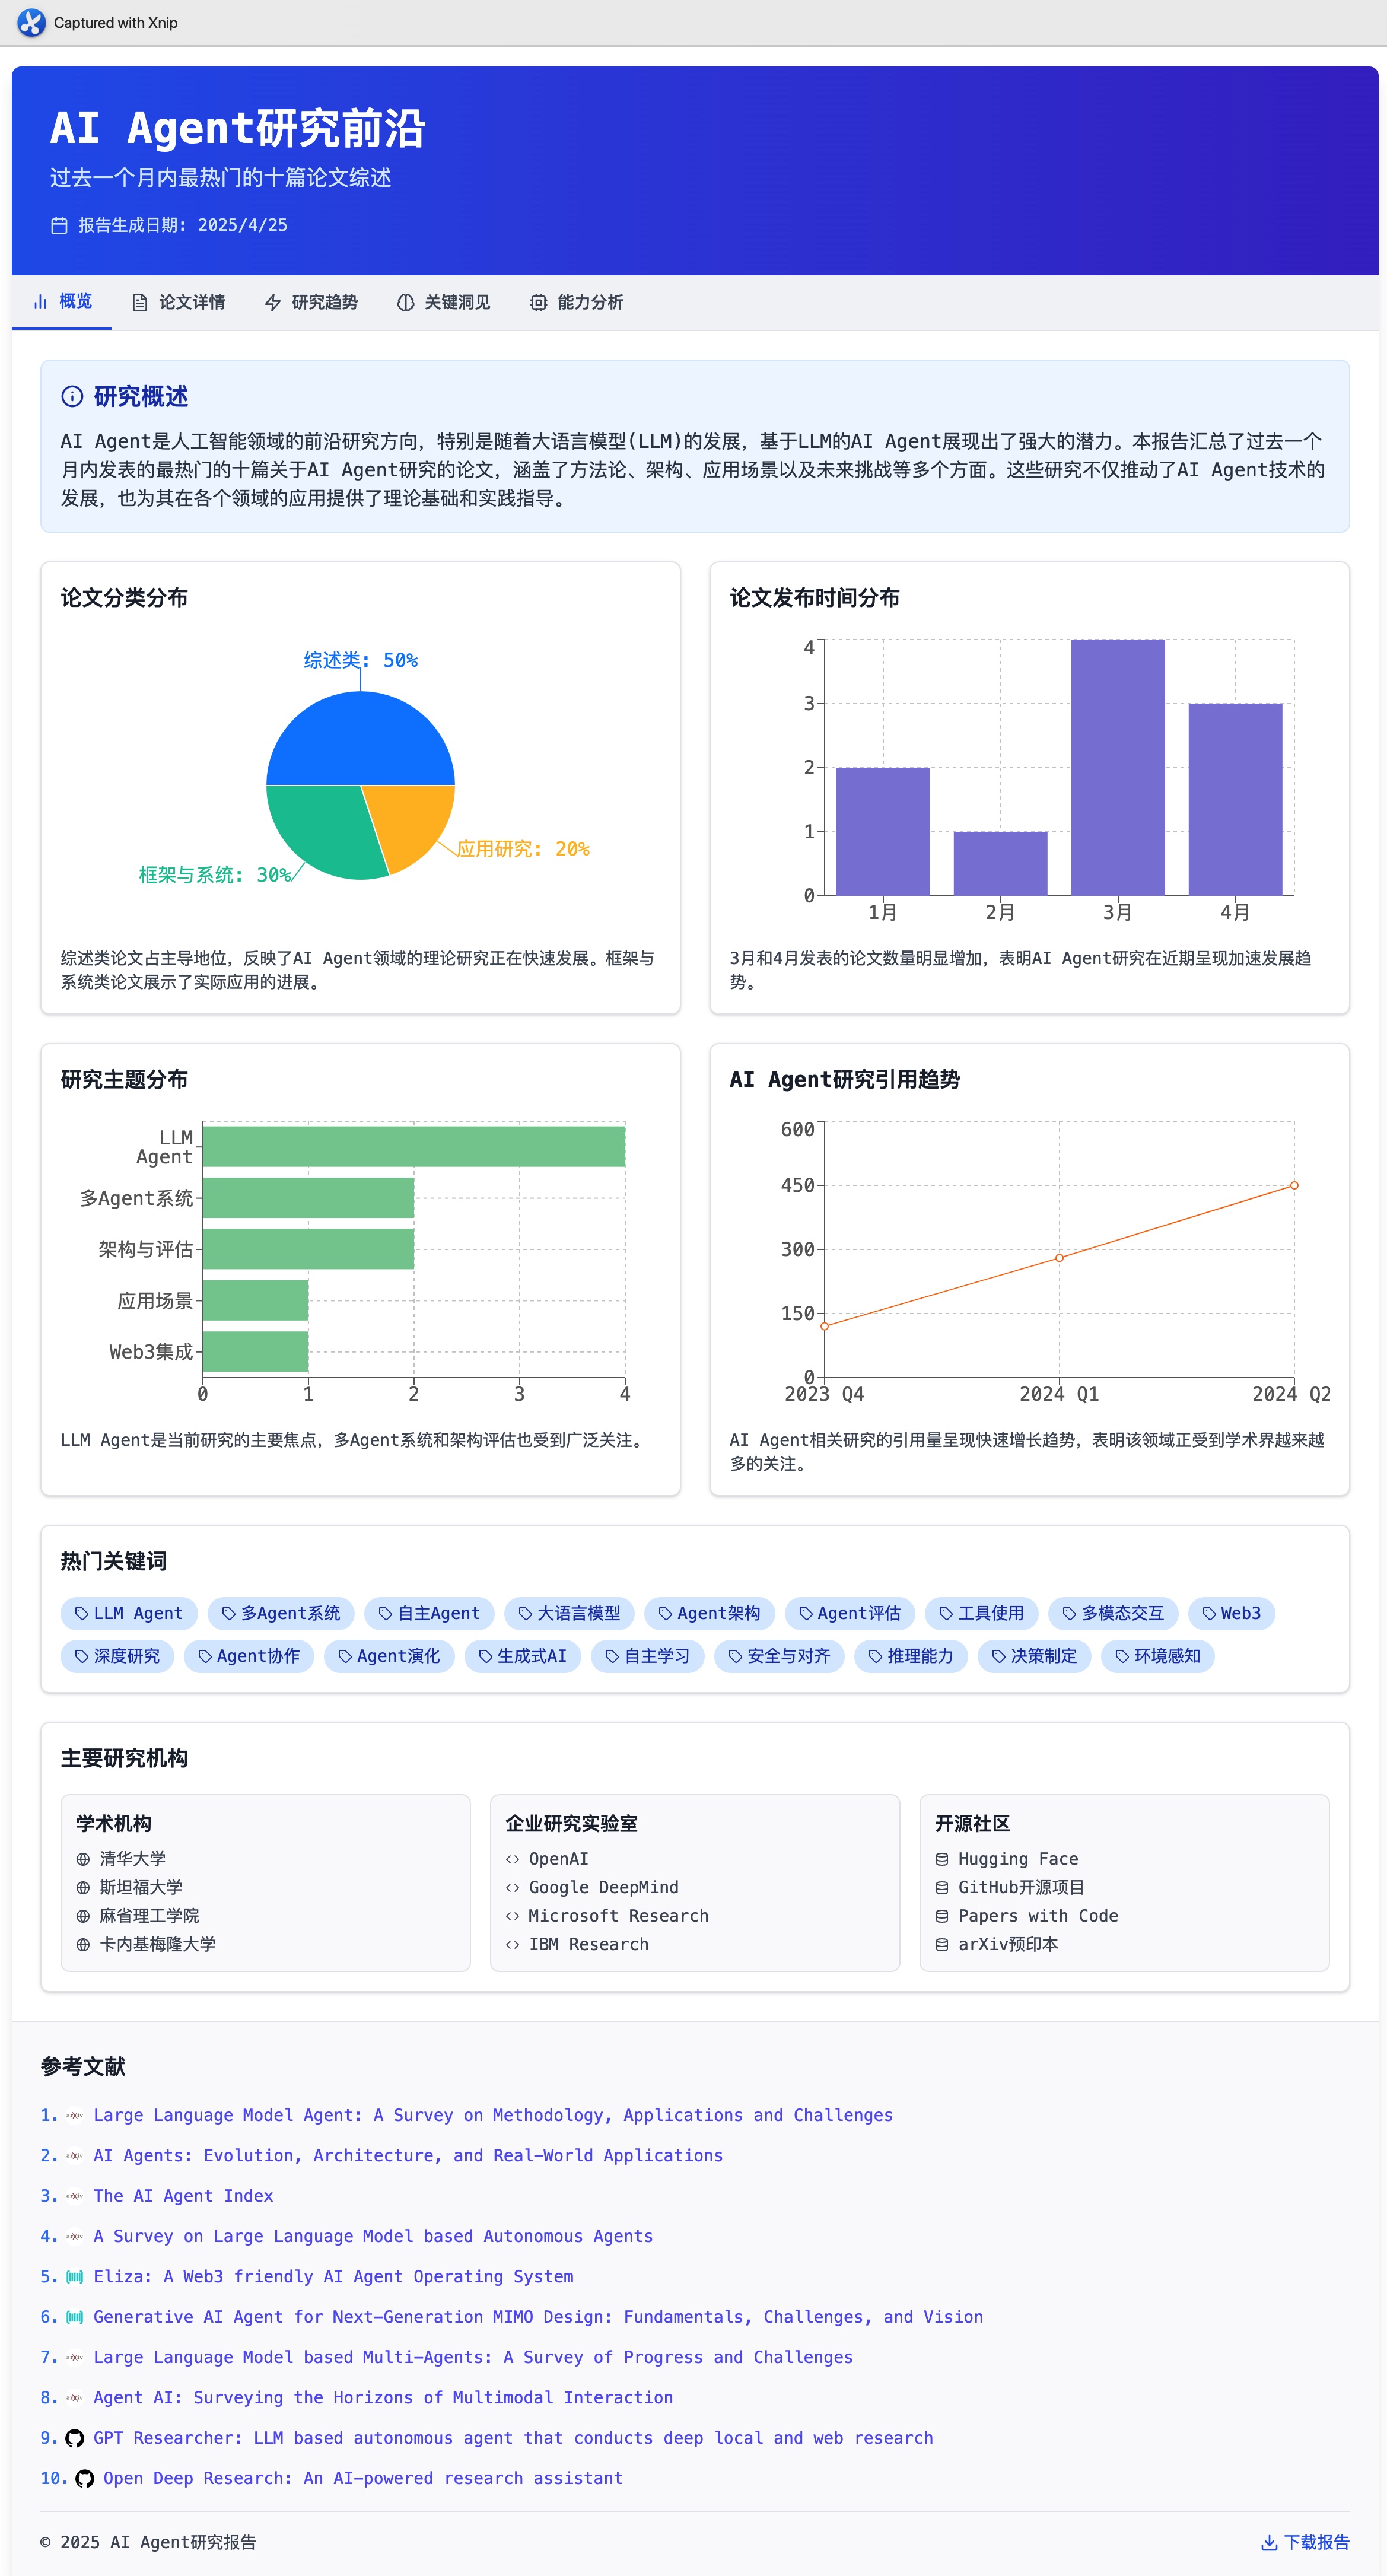 Captured with Xnip
AI Agent研究前沿
过去一个月内最热门的十篇论文综述
报告生成日期: 2025/4/25
概览
论文详情
研究趋势
关键洞见
能力分析
研究概述
AI Agent是人工智能领域的前沿研究方向，特别是随着大语言模型(LLM)的发展，基于LLM的AI Agent展现出了强大的潜力。本报告汇总了过去一个
月内发表的最热门的十篇关于AI Agent研究的论文，涵盖了方法论、架构、应用场景以及未来挑战等多个方面。这些研究不仅推动了AI Agent技术的
发展，也为其在各个领域的应用提供了理论基础和实践指导。
论文分类分布
综述类: 50%
应用研究: 20%
框架与系统: 30%
综述类论文占主导地位，反映了AI Agent领域的理论研究正在快速发展。框架与
系统类论文展示了实际应用的进展。
论文发布时间分布
4
3
2
1
0
1月
2月
3月
4月
3月和4月发表的论文数量明显增加，表明AI Agent研究在近期呈现加速发展趋
势。
研究主题分布
LLM
Agent
多Agent系统
架构与评估
应用场景
Web3集成
0
1
2
3
4
LLM Agent是当前研究的主要焦点，多Agent系统和架构评估也受到广泛关注。
AI Agent研究引用趋势
600
450
300
150
0
2023 Q4
2024 Q1
2024 Q2
AI Agent相关研究的引用量呈现快速增长趋势，表明该领域正受到学术界越来越
多的关注。
热门关键词
LLM Agent
多Agent系统
自主Agent
大语言模型
Agent架构
Agent评估
工具使用
多模态交互
Web3
深度研究
Agent协作
Agent演化
生成式AI
自主学习
安全与对齐
推理能力
决策制定
环境感知
主要研究机构
学术机构
清华大学
斯坦福大学
麻省理工学院
卡内基梅隆大学
企业研究实验室
OpenAI
Google DeepMind
Microsoft Research
IBM Research
开源社区
Hugging Face
GitHub开源项目
Papers with Code
arXiv预印本
参考文献
1. arXiv Large Language Model Agent: A Survey on Methodology, Applications and Challenges
2. arXiv AI Agents: Evolution, Architecture, and Real-World Applications
3. arXiv The AI Agent Index
4. arXiv A Survey on Large Language Model based Autonomous Agents
5. Eliza: A Web3 friendly AI Agent Operating System
6. Generative AI Agent for Next-Generation MIMO Design: Fundamentals, Challenges, and Vision
7. arXiv Large Language Model based Multi-Agents: A Survey of Progress and Challenges
8. arXiv Agent AI: Surveying the Horizons of Multimodal Interaction
9. GPT Researcher: LLM based autonomous agent that conducts deep local and web research
10. Open Deep Research: An AI-powered research assistant
© 2025 AI Agent研究报告
下载报告